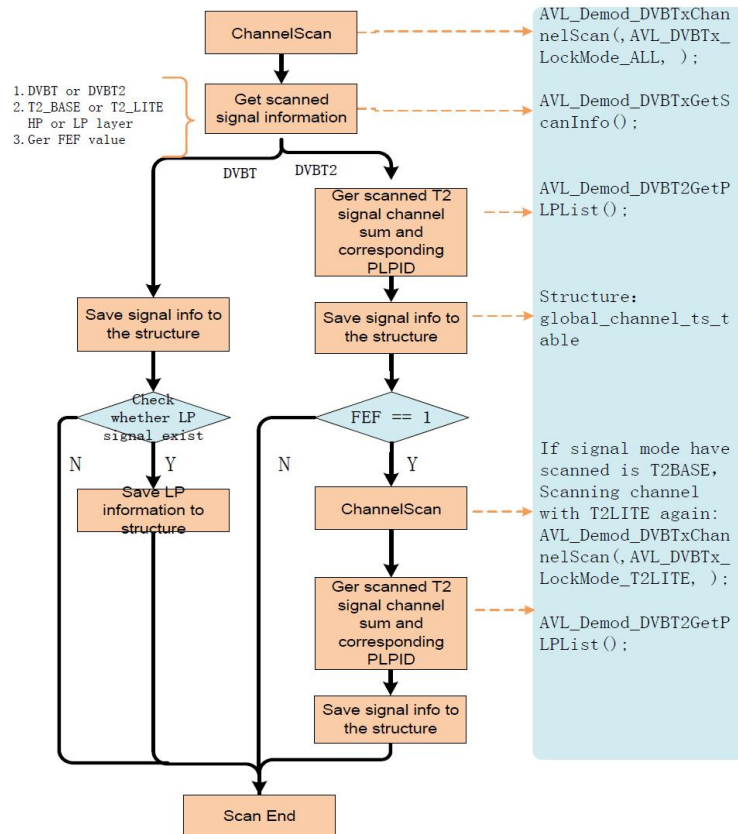 ChannelScan
AVL_Demod_DVBTxChan
nelScan(,AVL_DVBTx_
LockMode_ALL, );
1. DVBT or DVBT2
2. T2_BASE or T2_LITE
HP or LP layer
3. Ger FEF value
Get scanned
signal information
AVL_Demod_DVBTxGetS
canInfo();
DVBT
DVBT2
Ger scanned T2
signal channel
sum and
corresponding
PLPID
AVL_Demod_DVBT2GetP
LPList();
Save signal info to
the structure
Save signal info to
the structure
Structure:
global_channel_ts_t
able
Check
whether LP
signal exist
FEF == 1
N
Y
N
Y
Save LP
information to
structure
ChannelScan
If signal mode have
scanned is T2BASE,
Scanning channel
with T2LITE again:
AVL_Demod_DVBTxChan
nelScan(,AVL_DVBTx_
LockMode_T2LITE, );
Ger scanned T2
signal channel
sum and
corresponding
PLPID
AVL_Demod_DVBT2GetP
LPList();
Save signal info to
the structure
Scan End